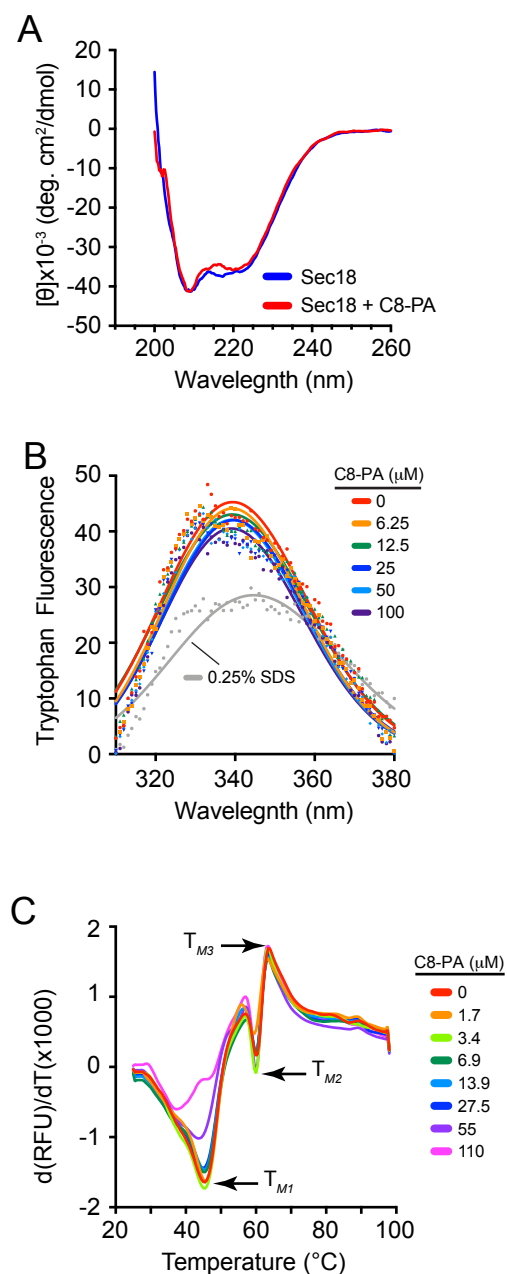 A
[θ]x10⁻³ (deg. cm²/dmol)
20
10
0
-10
-20
-30
-40
-50
Sec18
Sec18 + C8-PA
200
220
240
260
Wavelegnth (nm)
B
Tryptophan Fluorescence
50
40
30
20
10
0
C8-PA (µM)
0
6.25
12.5
25
50
100
0.25% SDS
320
340
360
380
Wavelegnth (nm)
C
d(RFU)/dT(x1000)
2
1
0
-1
-2
TM3
TM2
TM1
C8-PA (µM)
0
1.7
3.4
6.9
13.9
27.5
55
110
20
40
60
80
100
Temperature (°C)